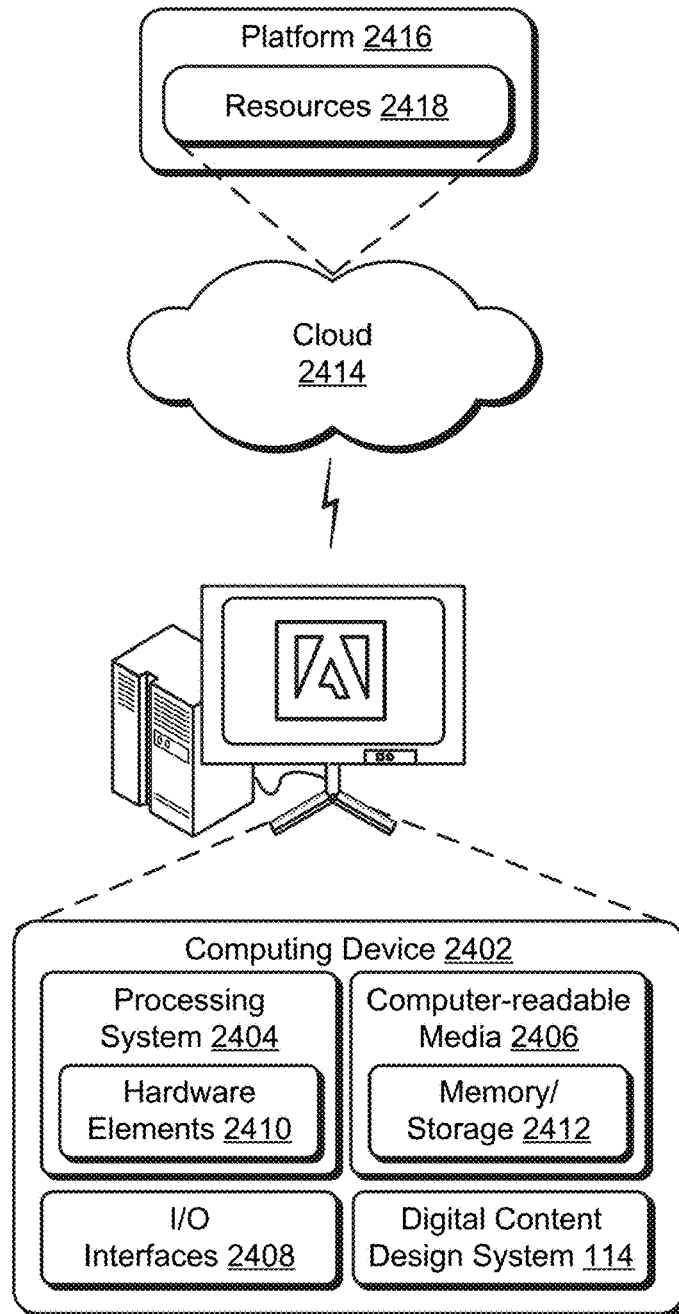 Platform 2416
Resources 2418
Cloud
2414
Computing Device 2402
Processing
System 2404
Hardware
Elements 2410
Computer-readable
Media 2406
Memory/
Storage 2412
I/O
Interfaces 2408
Digital Content
Design System 114